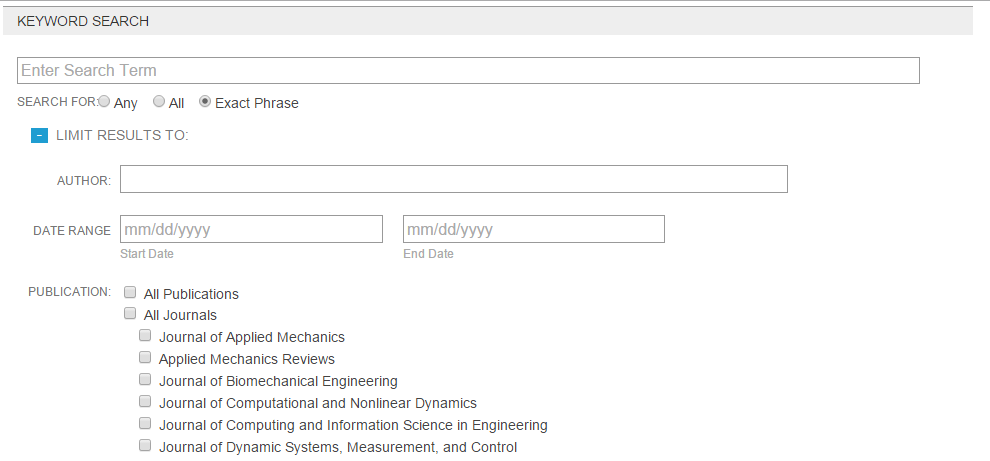 KEYWORD SEARCH
Enter Search Term
SEARCH FOR: Any All Exact Phrase
− LIMIT RESULTS TO:
AUTHOR:
DATE RANGE mm/dd/yyyy mm/dd/yyyy
Start Date End Date
PUBLICATION: All Publications
All Journals
Journal of Applied Mechanics
Applied Mechanics Reviews
Journal of Biomechanical Engineering
Journal of Computational and Nonlinear Dynamics
Journal of Computing and Information Science in Engineering
Journal of Dynamic Systems, Measurement, and Control